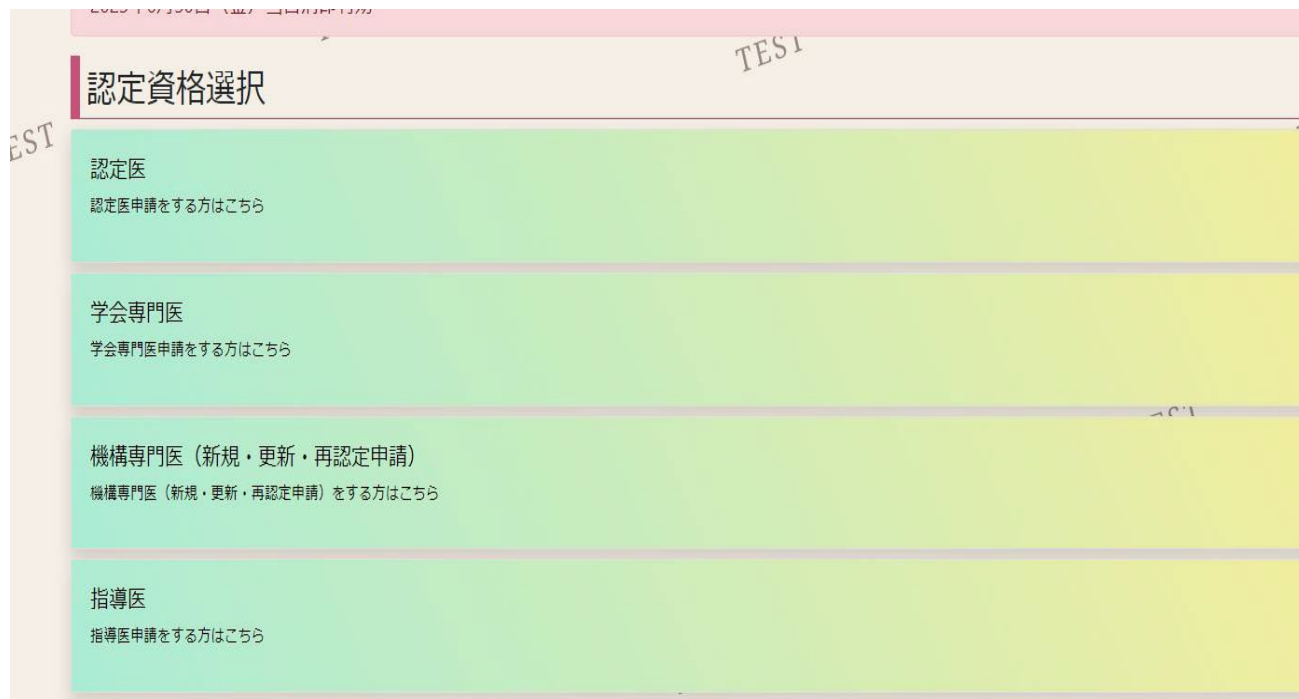 TEST
認定資格選択
EST
認定医
認定医申請をする方はこちら
学会専門医
学会専門医申請をする方はこちら
機構専門医（新規・更新・再認定申請）
機構専門医（新規・更新・再認定申請）をする方はこちら
指導医
指導医申請をする方はこちら